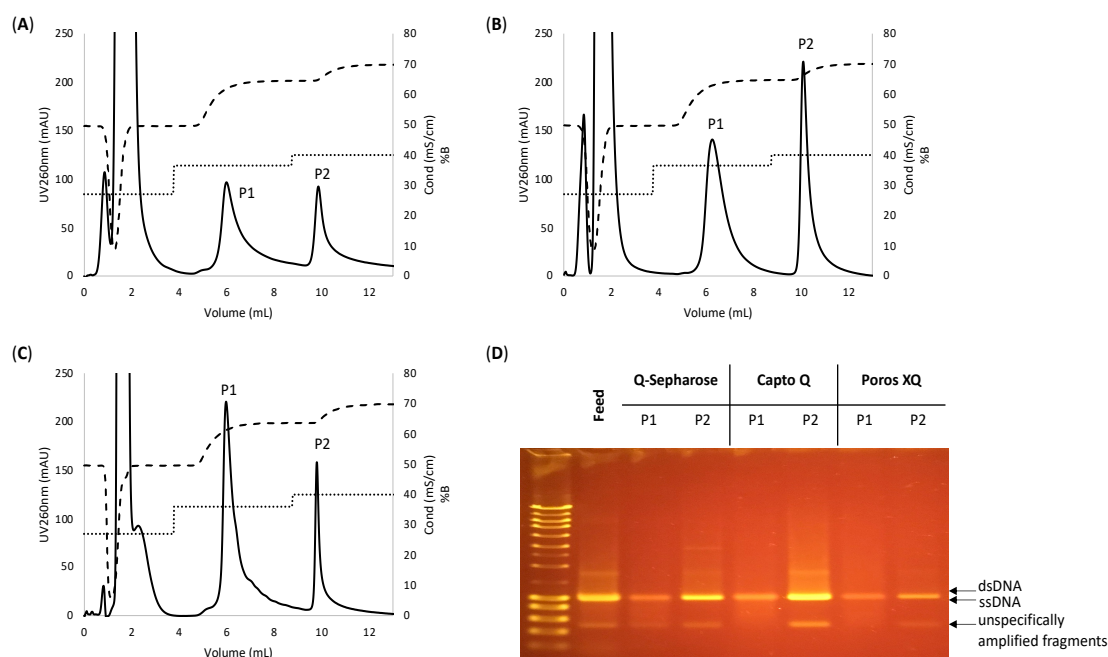 (A)
250
200
150
100
50
0
80
70
60
50
40
30
20
10
0
UV260nm (mAU)
Cond (mS/cm)
%B
P1
P2
0 2 4 6 8 10 12
Volume (mL)
(B)
250
200
150
100
50
0
80
70
60
50
40
30
20
10
0
UV260nm (mAU)
Cond (mS/cm)
%B
P1
P2
0 2 4 6 8 10 12
Volume (mL)
(C)
250
200
150
100
50
0
80
70
60
50
40
30
20
10
0
UV260nm (mAU)
Cond (mS/cm)
%B
P1
P2
0 2 4 6 8 10 12
Volume (mL)
(D)
Feed
Q-Sepharose Capto Q Poros XQ
P1 P2 P1 P2 P1 P2
dsDNA
ssDNA
unspecifically
amplified fragments